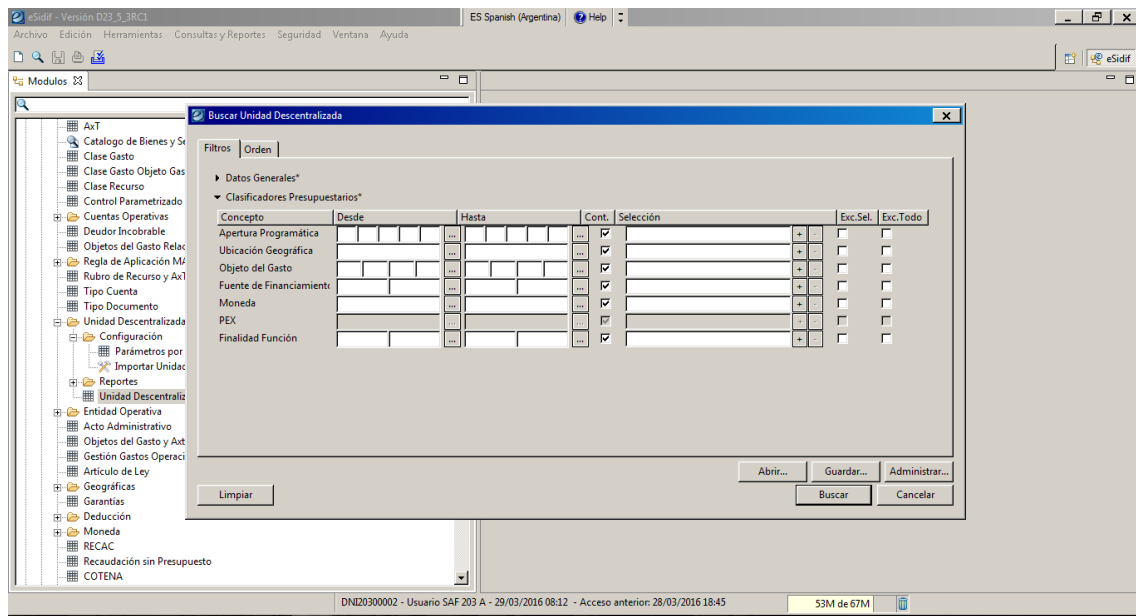 eSidif - Versión D23_5_3RC1
ES Spanish (Argentina) Help
Archivo Edición Herramientas Consultas y Reportes Seguridad Ventana Ayuda
eSidif
Modulos
Buscar Unidad Descentralizada
AxT
Catalogo de Bienes y Se
Clase Gasto
Clase Gasto Objeto Gas
Clase Recurso
Control Parametrizado
Cuentas Operativas
Deudor Incobrable
Objetos del Gasto Relac
Regla de Aplicación MA
Rubro de Recurso y AxT
Tipo Cuenta
Tipo Documento
Unidad Descentralizada
Configuración
Parámetros por
Importar Unidad
Reportes
Unidad Descentraliz
Entidad Operativa
Acto Administrativo
Objetos del Gasto y Axt
Gestión Gastos Operaci
Artículo de Ley
Geográficas
Garantías
Deducción
Moneda
RECAC
Recaudación sin Presupuesto
COTENA
Filtros Orden
Datos Generales*
Clasificadores Presupuestarios*
Concepto Desde Hasta Cont. Selección Exc.Sel. Exc.Todo
Apertura Programática ... ... + -
Ubicación Geográfica ... ... + -
Objeto del Gasto ... ... + -
Fuente de Financiamiento ... ... + -
Moneda ... ... + -
PEX ... ... + -
Finalidad Función ... ... + -
Abrir... Guardar... Administrar...
Limpiar Buscar Cancelar
DNI20300002 - Usuario SAF 203 A - 29/03/2016 08:12 - Acceso anterior: 28/03/2016 18:45
53M de 67M